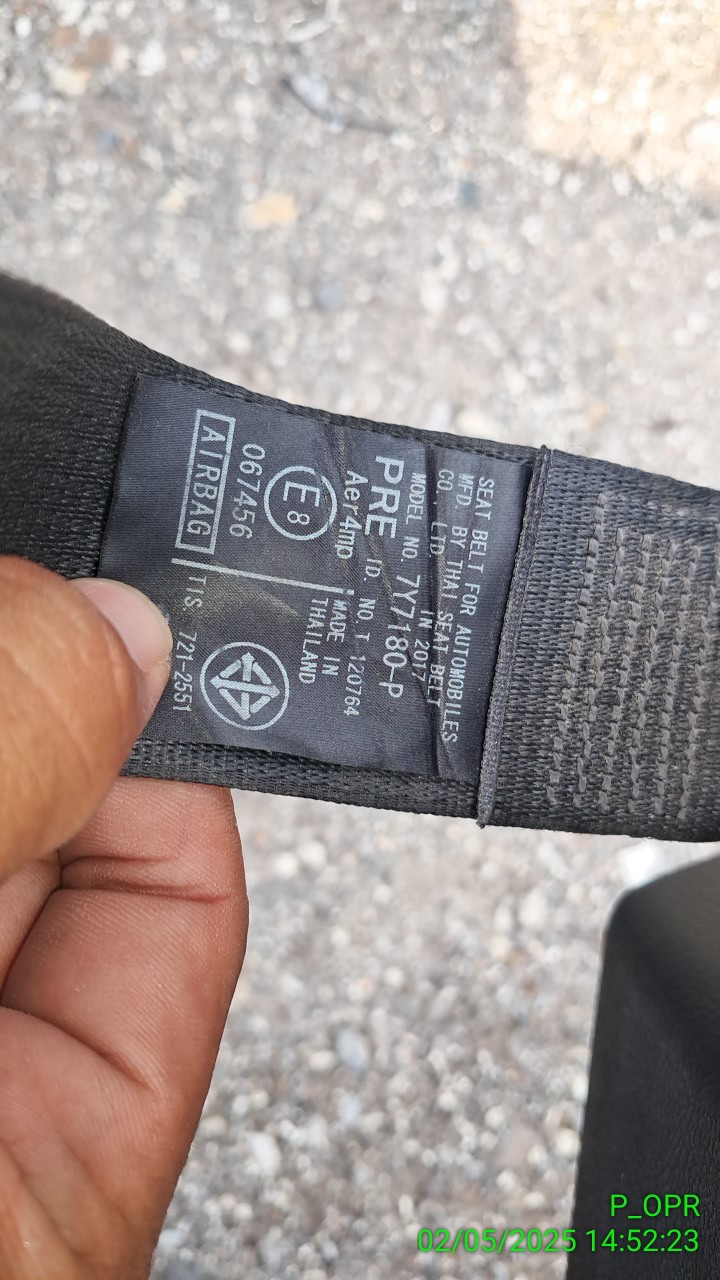 SEAT BELT FOR AUTOMOBILES
MFD. BY THAI SEAT BELT
CO. LTD. IN 2017
MODEL NO. 7Y7180-P
PRE ID. NO. T 120764
Aer4mp
MADE IN
THAILAND
E8
067456
AIRBAG
TIS 721-2551
P_OPR
02/05/2025 14:52:23